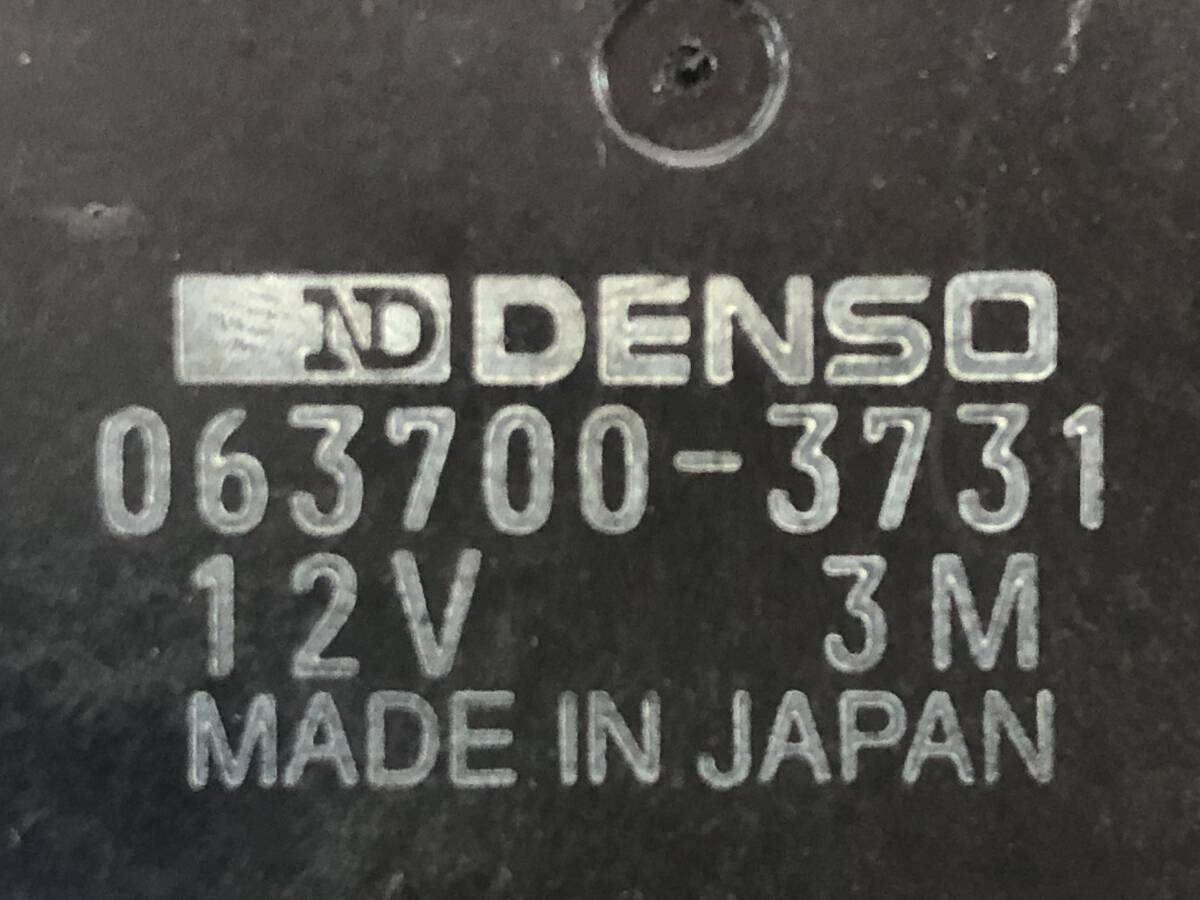 ND DENSO
063700-3731
12V 3M
MADE IN JAPAN